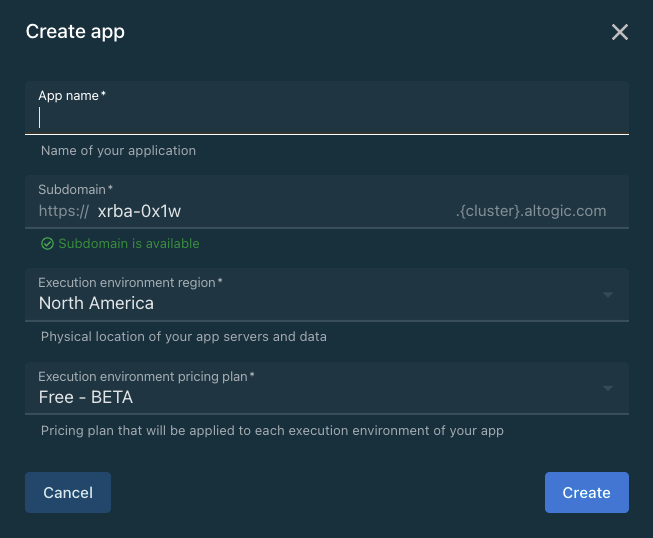 Create app
App name*
Name of your application
Subdomain*
https:// xrba-0x1w .{cluster}.altogic.com
Subdomain is available
Execution environment region*
North America
Physical location of your app servers and data
Execution environment pricing plan*
Free - BETA
Pricing plan that will be applied to each execution environment of your app
Cancel Create